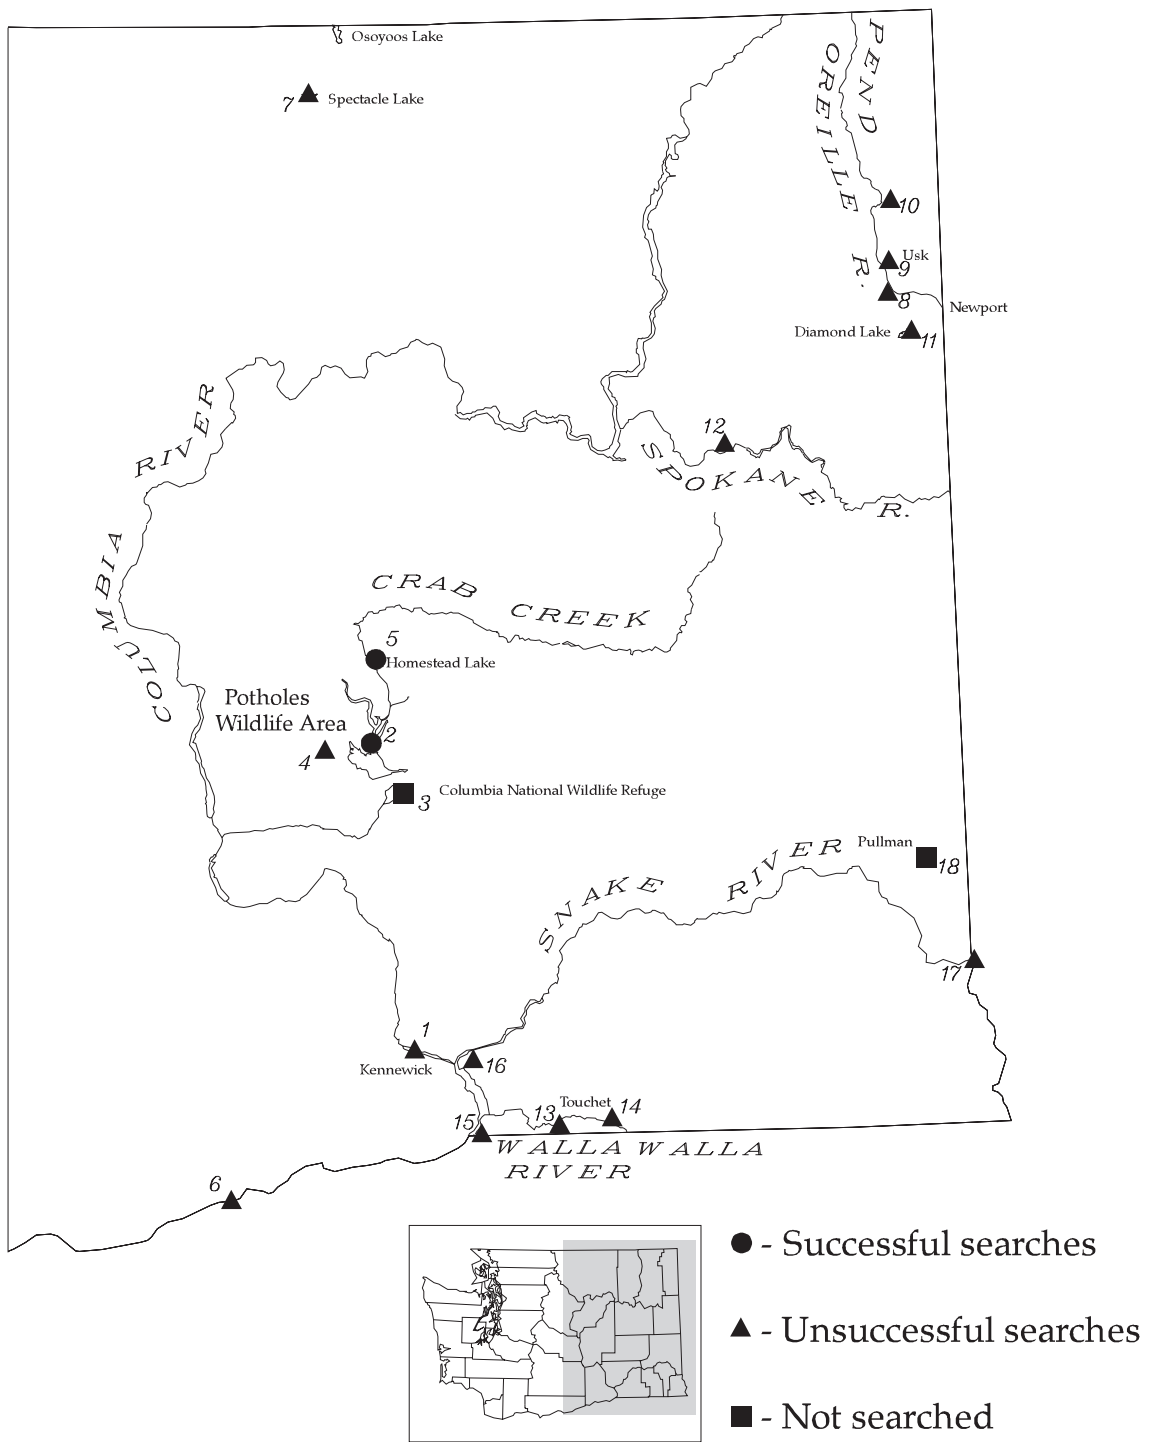 Osoyoos Lake
7
Spectacle Lake
PEND
OREILLE R.
10
Usk
9
8
Newport
Diamond Lake
11
COLUMBIA RIVER
12
SPOKANE R.
CRAB CREEK
5
Homestead Lake
Potholes
Wildlife Area
2
4
Columbia National Wildlife Refuge
3
Pullman
18
SNAKE RIVER
17
1
Kennewick
16
Touchet
14
13
15
WALLA WALLA
RIVER
6
- Successful searches
- Unsuccessful searches
- Not searched